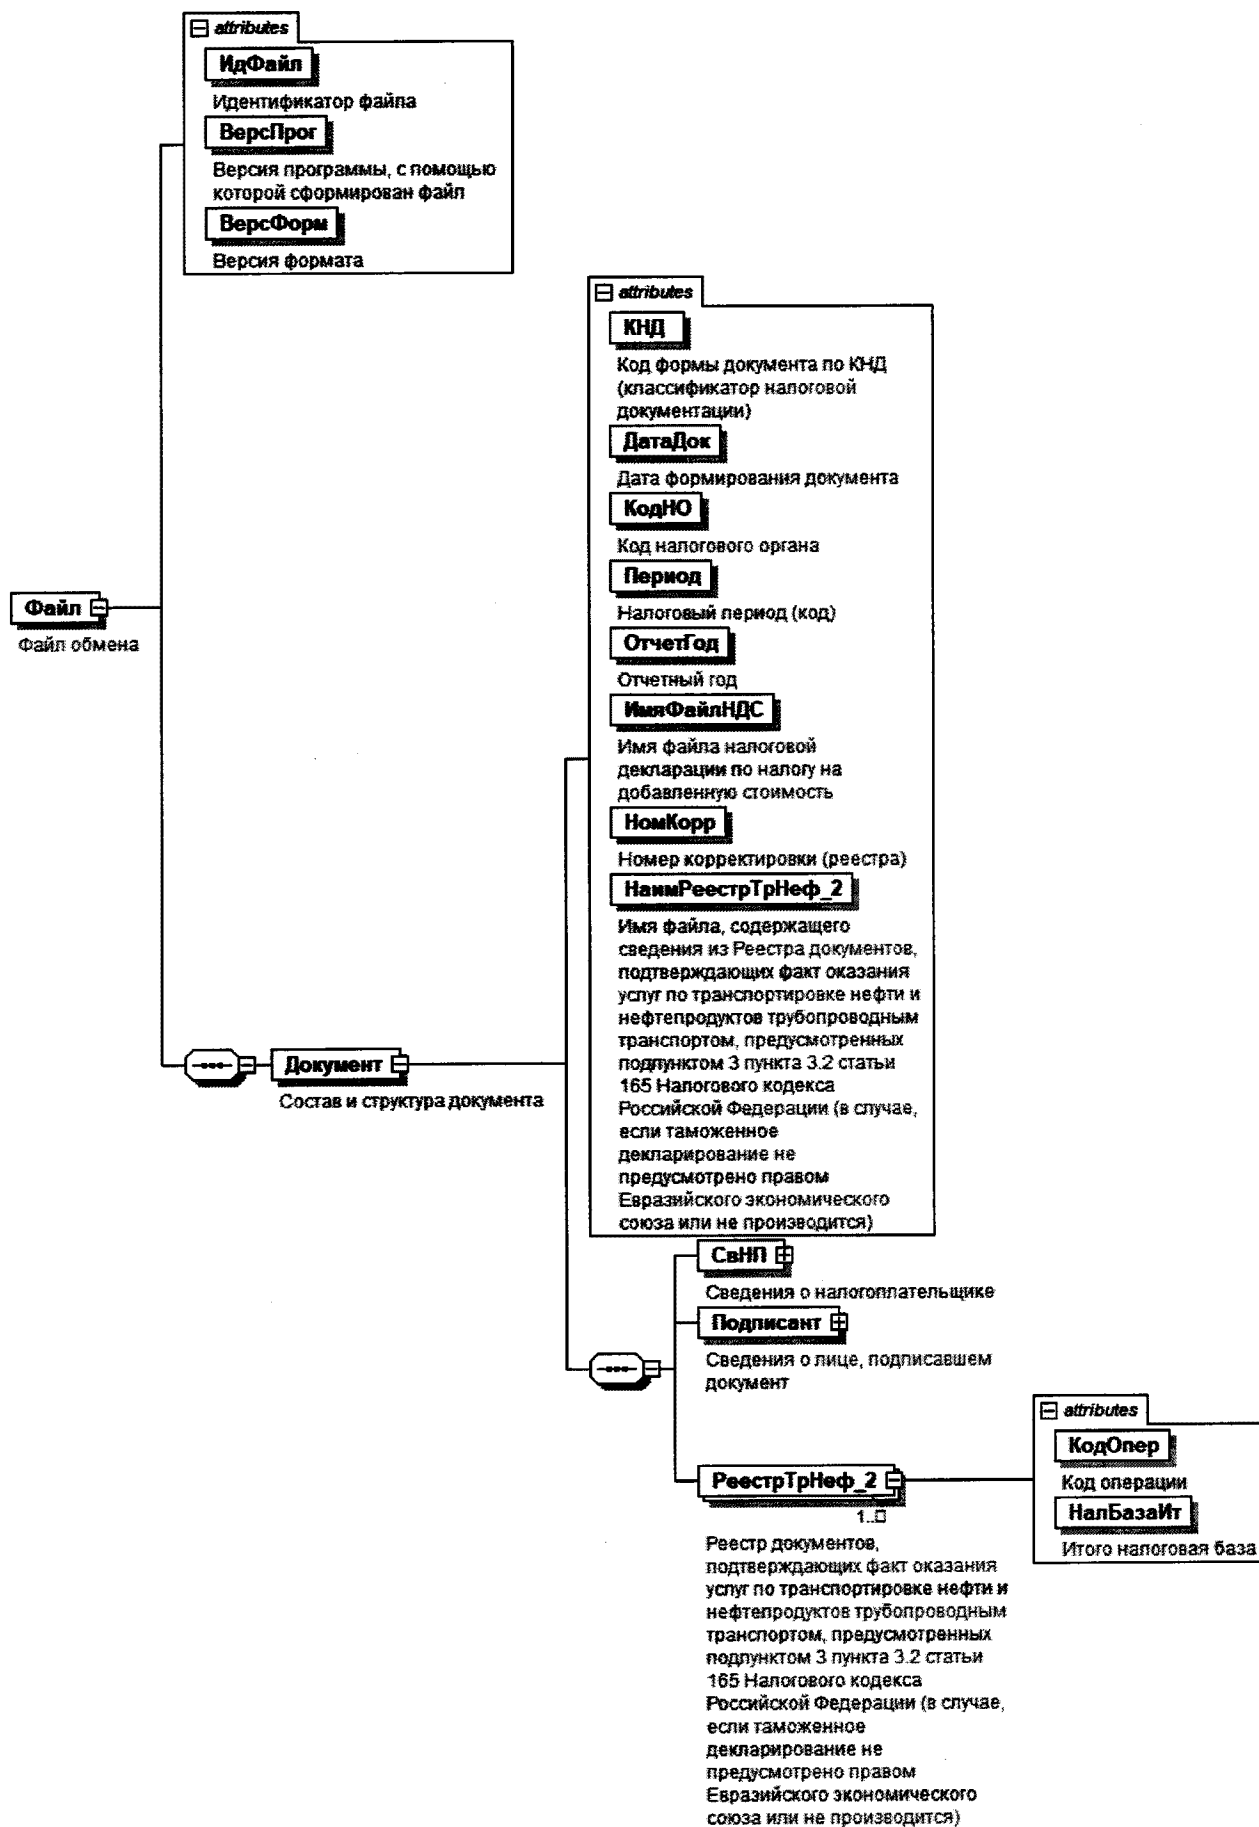 attributes
ИдФайл
Идентификатор файла
ВерсПрог
Версия программы, с помощью
которой сформирован файл
ВерсФорм
Версия формата
attributes
КНД
Код формы документа по КНД
(классификатор налоговой
документации)
ДатаДок
Дата формирования документа
КодНО
Код налогового органа
Период
Налоговый период (код)
ОтчетГод
Отчетный год
ИмяФайлНДС
Имя файла налоговой
декларации по налогу на
добавленную стоимость
НомКорр
Номер корректировки (реестра)
НаимРеестрТрНеф_2
Имя файла, содержащего
сведения из Реестра документов,
подтверждающих факт оказания
услуг по транспортировке нефти и
нефтепродуктов трубопроводным
транспортом, предусмотренных
подпунктом 3 пункта 3.2 статьи
165 Налогового кодекса
Российской Федерации (в случае,
если таможенное
декларирование не
предусмотрено правом
Евразийского экономического
союза или не производится)
Файл
Файл обмена
Документ
Состав и структура документа
СвНП
Сведения о налогоплательщике
Подписант
Сведения о лице, подписавшем
документ
РеестрТрНеф_2
1..□
Реестр документов,
подтверждающих факт оказания
услуг по транспортировке нефти и
нефтепродуктов трубопроводным
транспортом, предусмотренных
подпунктом 3 пункта 3.2 статьи
165 Налогового кодекса
Российской Федерации (в случае,
если таможенное
декларирование не
предусмотрено правом
Евразийского экономического
союза или не производится)
attributes
КодОпер
Код операции
НалБазаИт
Итого налоговая база